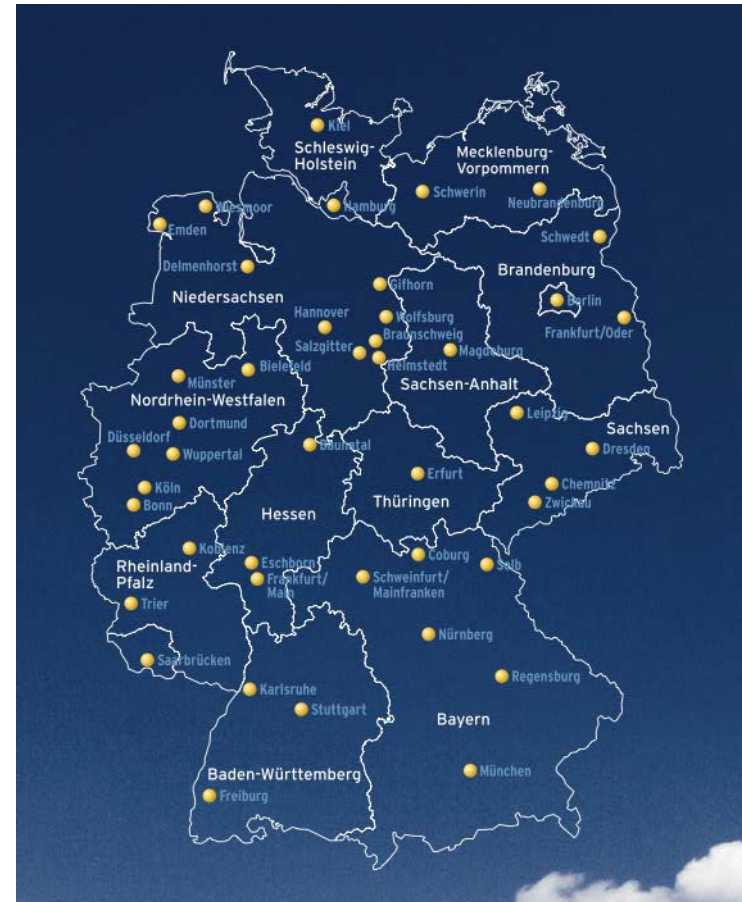 Kiel
Schleswig-
Holstein
Mecklenburg-
Vorpommern
Schwerin
Neubrandenburg
Wiesmoor
Hamburg
Emden
Schwedt
Delmenhorst
Brandenburg
Niedersachsen
Gifhorn
Berlin
Hannover
Wolfsburg
Frankfurt/Oder
Braunschweig
Salzgitter
Helmstedt
Magdeburg
Bielefeld
Münster
Sachsen-Anhalt
Nordrhein-Westfalen
Leipzig
Dortmund
Sachsen
Düsseldorf
Baunatal
Dresden
Wuppertal
Erfurt
Köln
Chemnitz
Thüringen
Bonn
Zwickau
Hessen
Koblenz
Coburg
Eschborn
Selb
Rheinland-
Pfalz
Frankfurt/
Main
Schweinfurt/
Mainfranken
Trier
Nürnberg
Saarbrücken
Regensburg
Karlsruhe
Stuttgart
Bayern
Baden-Württemberg
München
Freiburg